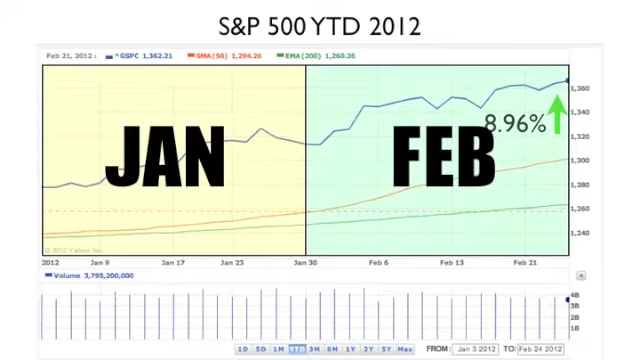 S&P 500 YTD 2012
Feb 21, 2012 : ^GSPC 1,362.21 SMA(50) 1,294.26 EMA(200) 1,260.26
1,360
1,340
8.96%
1,320
JAN FEB
1,300
1,280
1,260
1,240
© 2012 Yahoo! Inc.
2012 Jan 9 Jan 17 Jan 23 Jan 30 Feb 6 Feb 13 Feb 21
Volume 3,795,200,000
4B
3B
2B
1D 5D 1M YTD 3M 6M 1Y 2Y 5Y Max FROM: Jan 3 2012 TO: Feb 24 2012